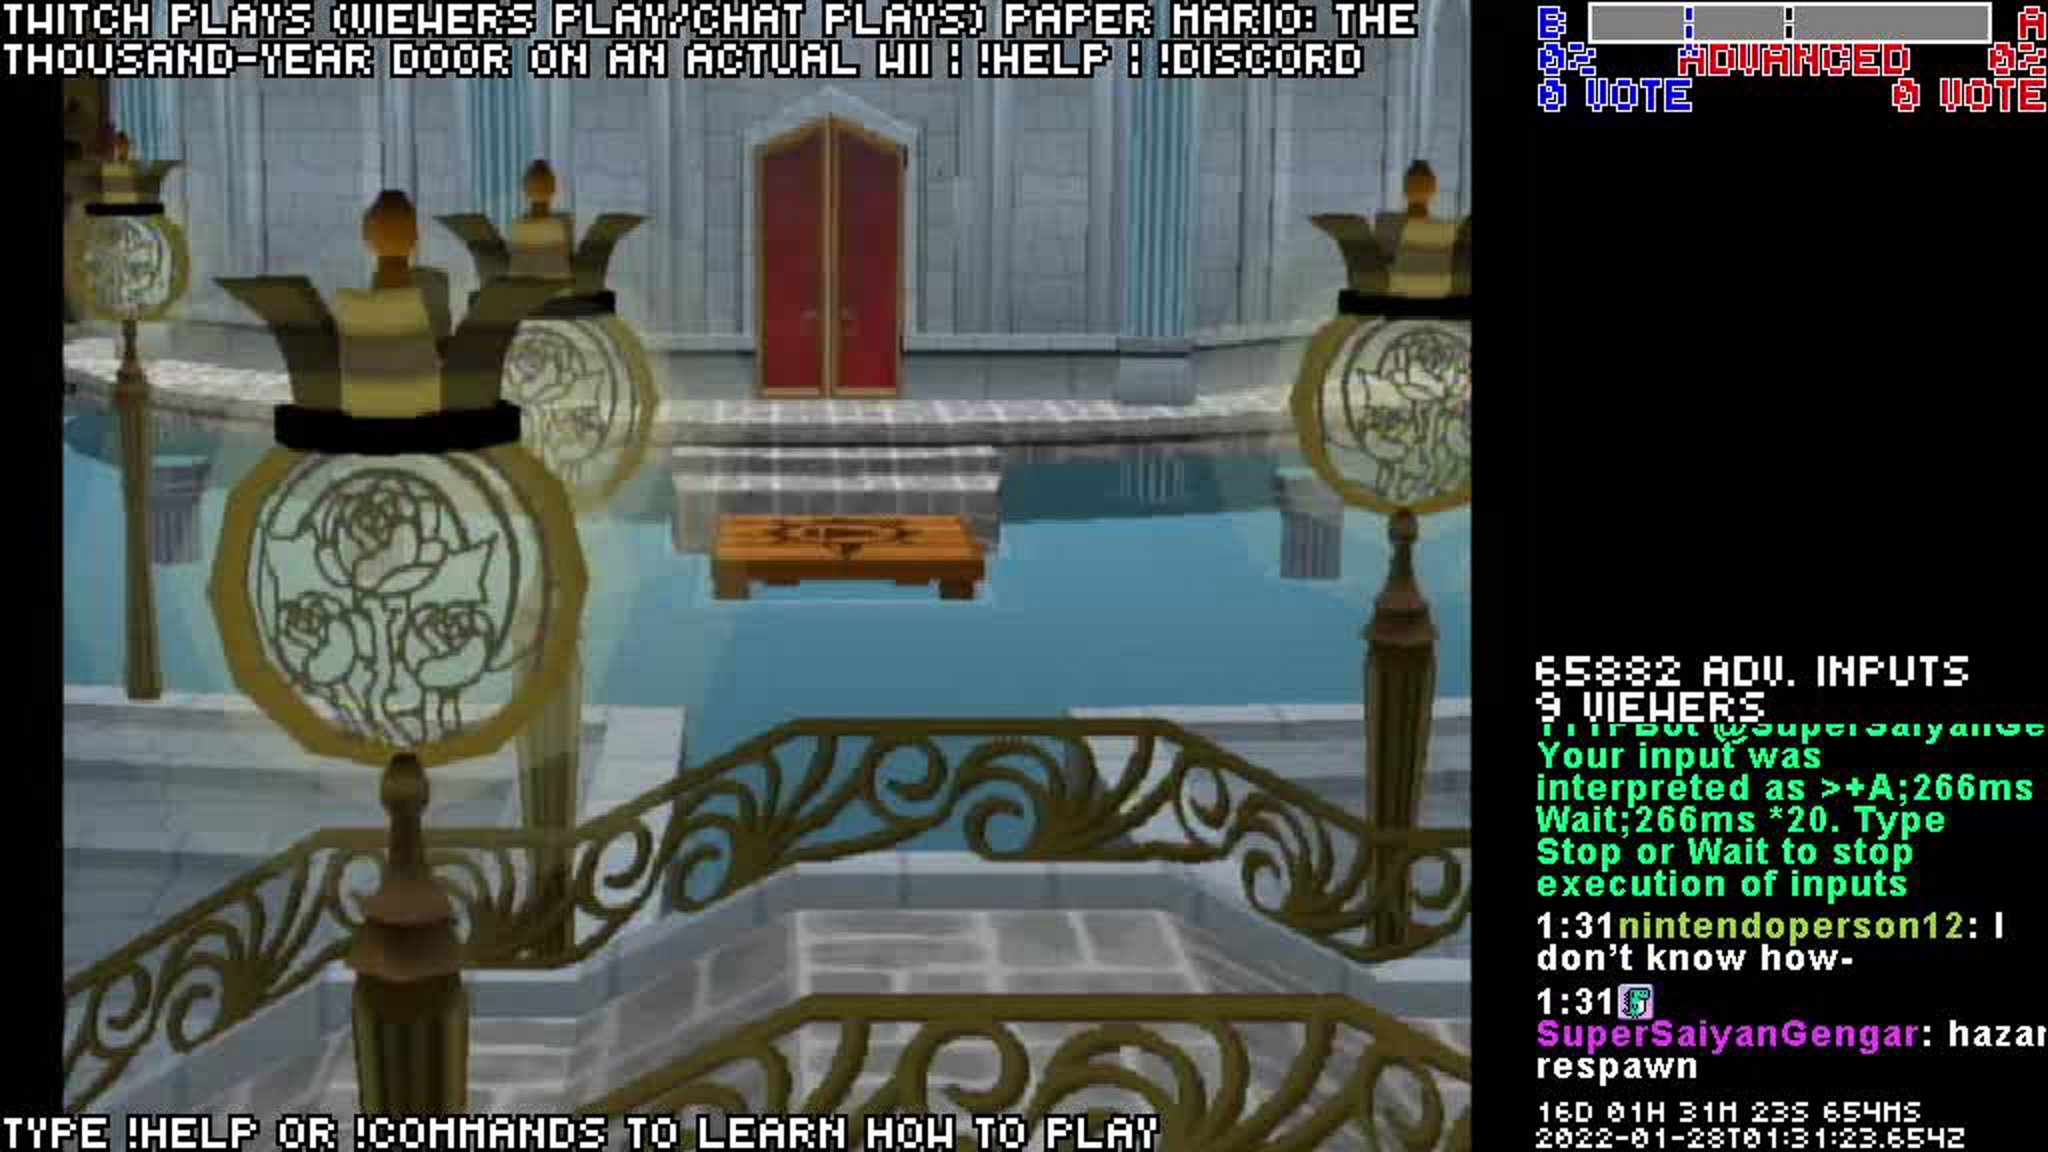 TWITCH PLAYS (VIEWERS PLAY/CHAT PLAYS) PAPER MARIO: THE
THOUSAND-YEAR DOOR ON AN ACTUAL WII | !HELP | !DISCORD
B A
0% ADVANCED 0%
0 VOTE 0 VOTE
65882 ADV. INPUTS
9 VIEWERS
Your input was
interpreted as >+A;266ms
Wait;266ms *20. Type
Stop or Wait to stop
execution of inputs
1:31nintendoperson12: I
don't know how-
1:31
SuperSaiyanGengar: hazar
respawn
16D 01H 31M 23S 654MS
2022-01-28T01:31:23.654Z
TYPE !HELP OR !COMMANDS TO LEARN HOW TO PLAY